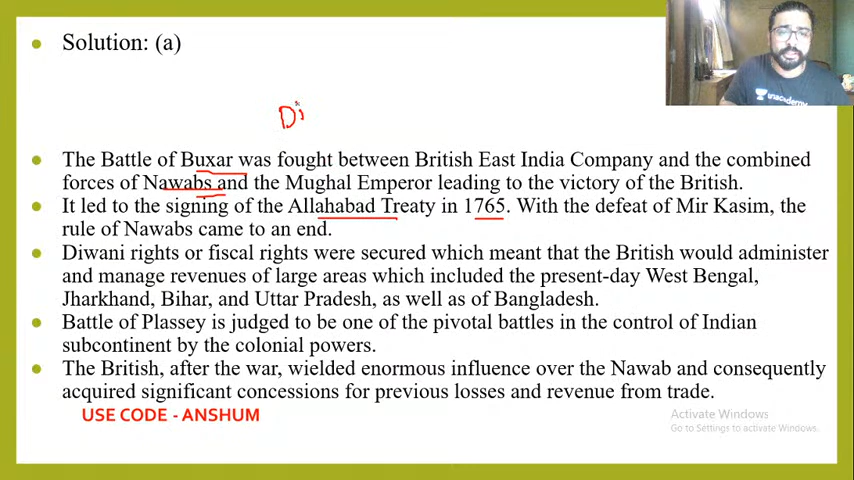 Solution: (a)
Di
The Battle of Buxar was fought between British East India Company and the combined
forces of Nawabs and the Mughal Emperor leading to the victory of the British.
It led to the signing of the Allahabad Treaty in 1765. With the defeat of Mir Kasim, the
rule of Nawabs came to an end.
Diwani rights or fiscal rights were secured which meant that the British would administer
and manage revenues of large areas which included the present-day West Bengal,
Jharkhand, Bihar, and Uttar Pradesh, as well as of Bangladesh.
Battle of Plassey is judged to be one of the pivotal battles in the control of Indian
subcontinent by the colonial powers.
The British, after the war, wielded enormous influence over the Nawab and consequently
acquired significant concessions for previous losses and revenue from trade.
USE CODE - ANSHUM
Activate Windows
Go to Settings to activate Windows.
unacademy